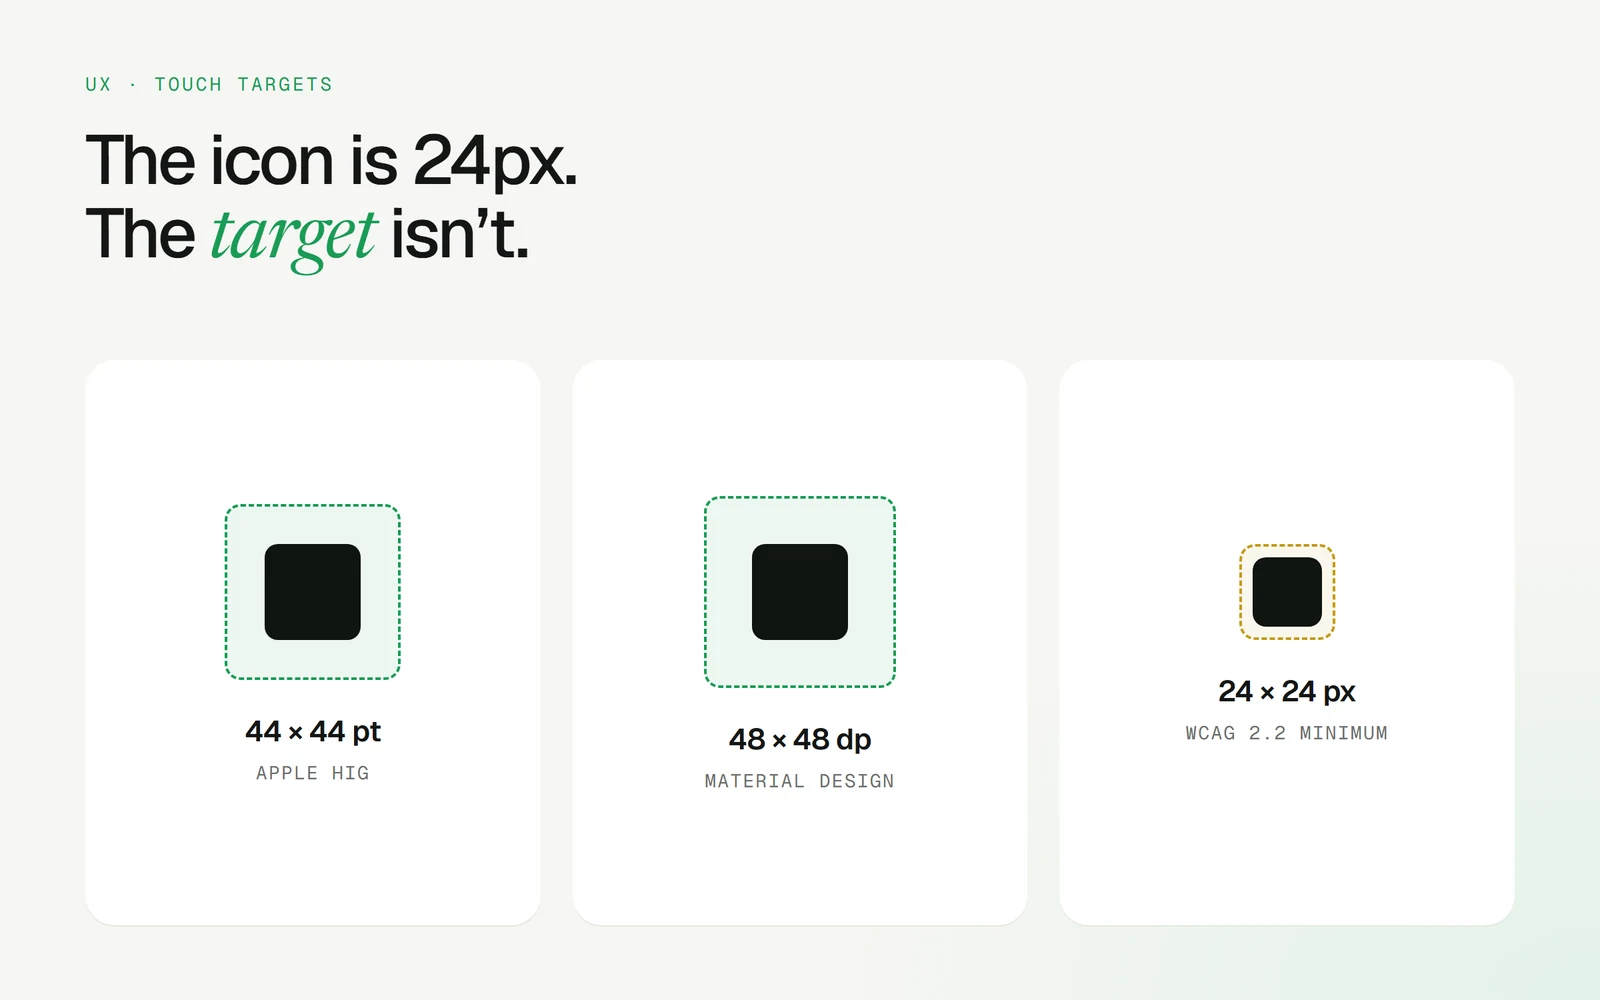 UX · TOUCH TARGETS
The icon is 24px.
The target isn’t.
44 × 44 pt
APPLE HIG
48 × 48 dp
MATERIAL DESIGN
24 × 24 px
WCAG 2.2 MINIMUM